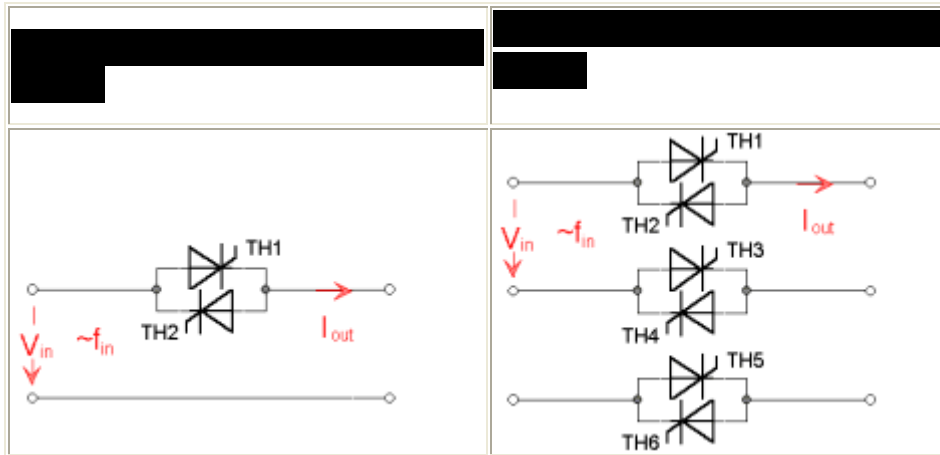 TH1
TH2
V in ~f in
I out
TH1
TH2
V in ~f in
I out
TH3
TH4
TH5
TH6